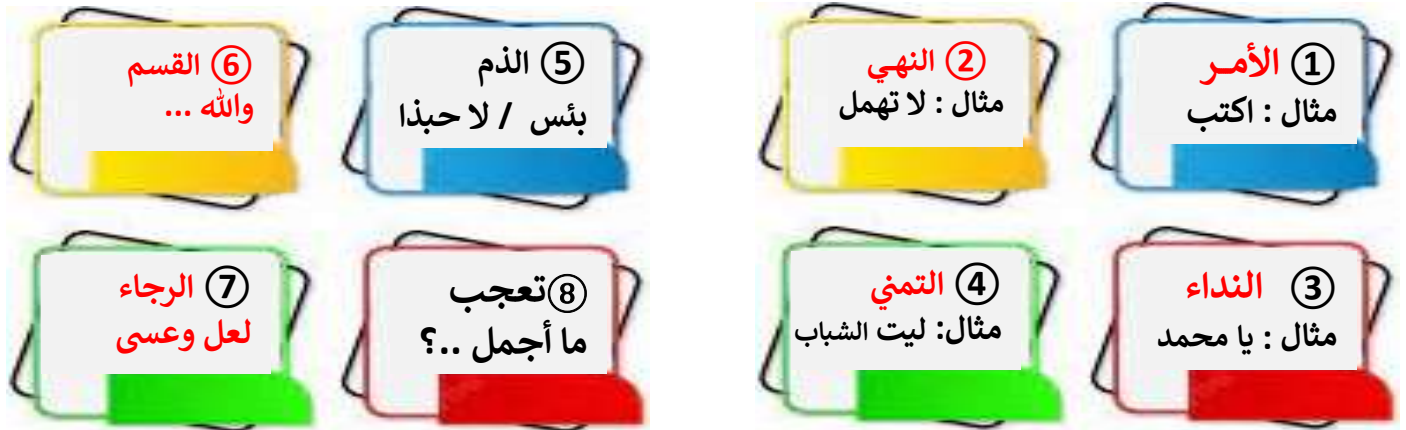 ① الأمـر
مثال : اكتب
② النهي
مثال : لا تهمل
⑤ الذم
بئس / لا حبذا
⑥ القسم
والله ...
③ النداء
مثال : يا محمد
④ التمني
مثال: ليت الشباب
⑧تعجب
ما أجمل ..؟
⑦ الرجاء
لعل وعسى